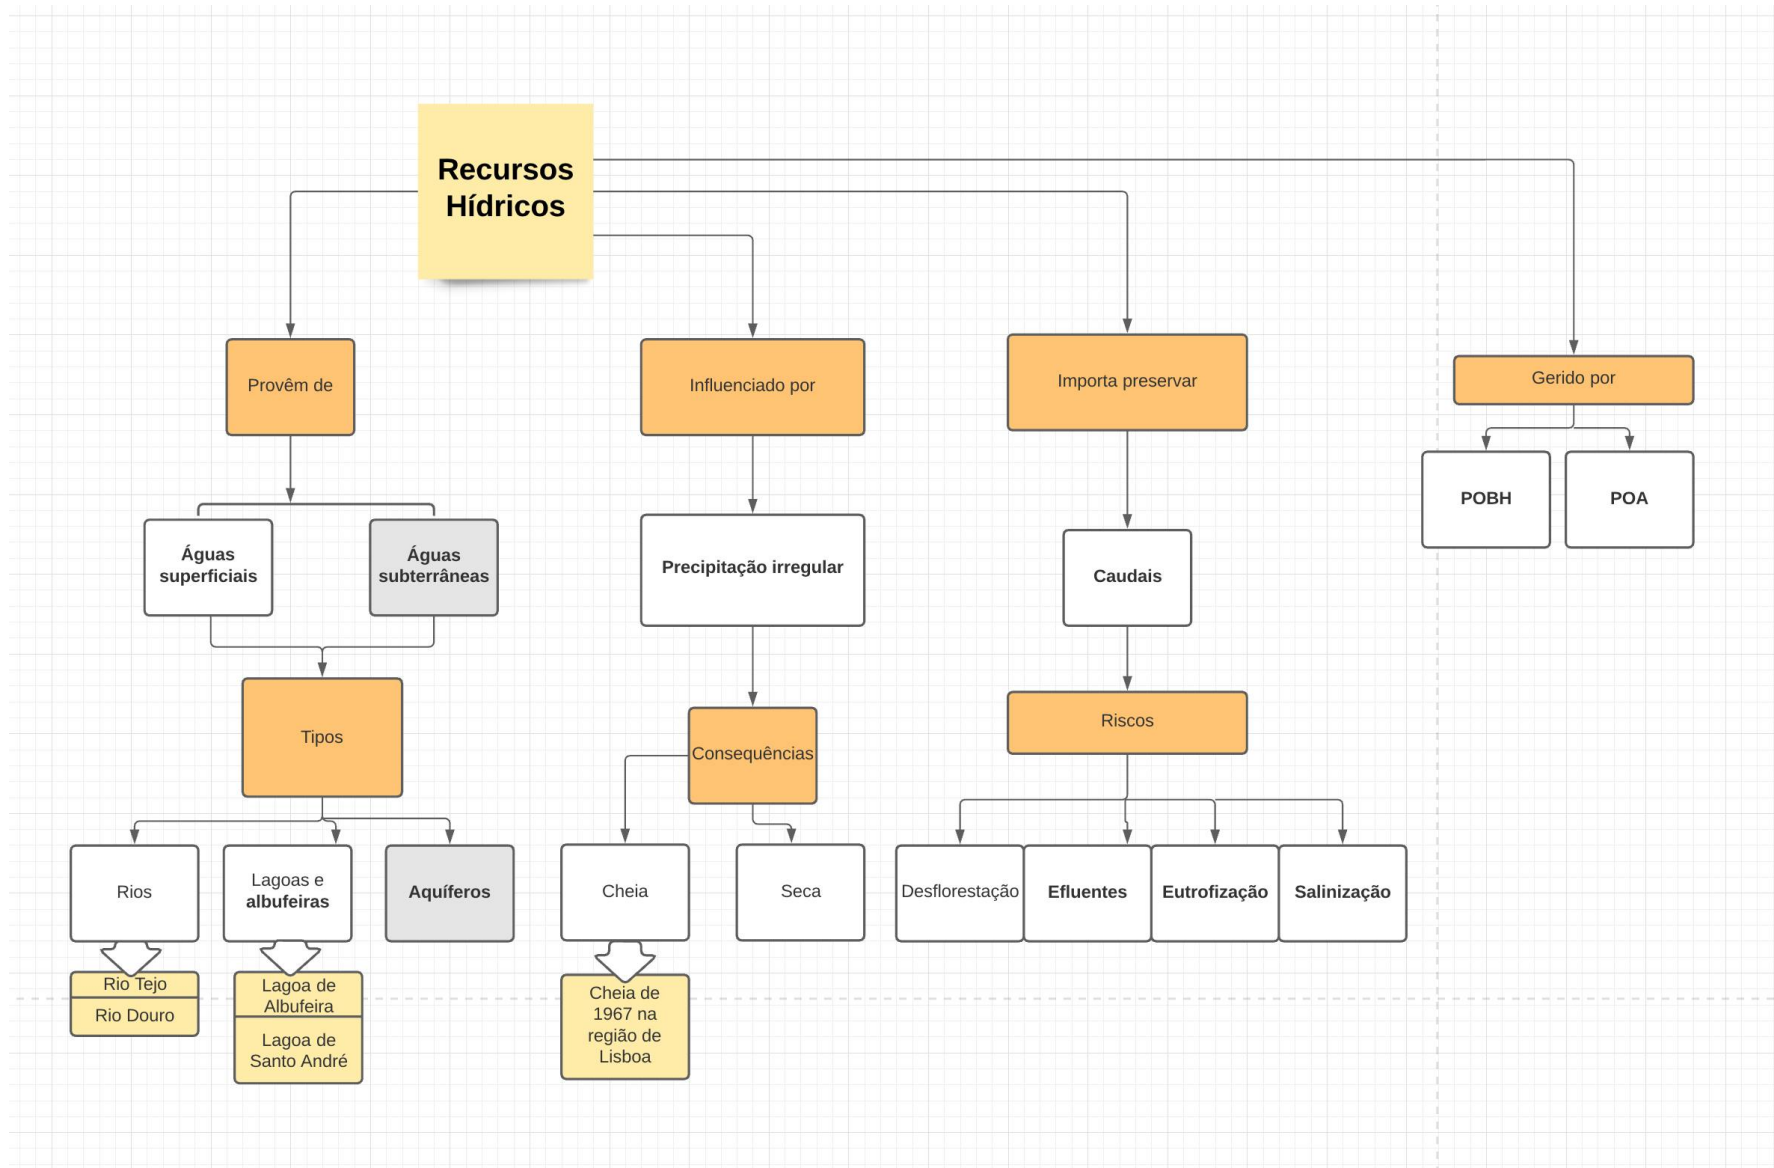 Recursos
Hídricos
Provêm de
Influenciado por
Importa preservar
Gerido por
POBH
POA
Águas
superficiais
Águas
subterrâneas
Precipitação irregular
Caudais
Tipos
Consequências
Riscos
Rios
Lagoas e
albufeiras
Aquíferos
Cheia
Seca
Desflorestação
Efluentes
Eutrofização
Salinização
Rio Tejo
Rio Douro
Lagoa de
Albufeira
Lagoa de
Santo André
Cheia de
1967 na
região de
Lisboa